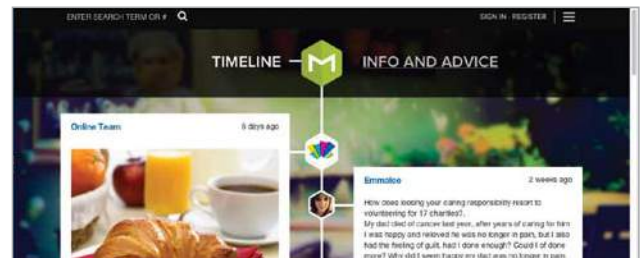 ENTER SEARCH TERM OR #
SIGN IN · REGISTER
TIMELINE
M
INFO AND ADVICE
Online Team
6 days ago
Emmalee
2 weeks ago
How does loosing your caring responsibility resort to
volunteering for 17 charities?.
My dad died of cancer last year, after years of caring for him
I was happy and relieved he was no longer in pain, but I also
had the feeling of guilt, had I done enough? Could I of done
more? Why did I seem happy my dad was no longer in pain